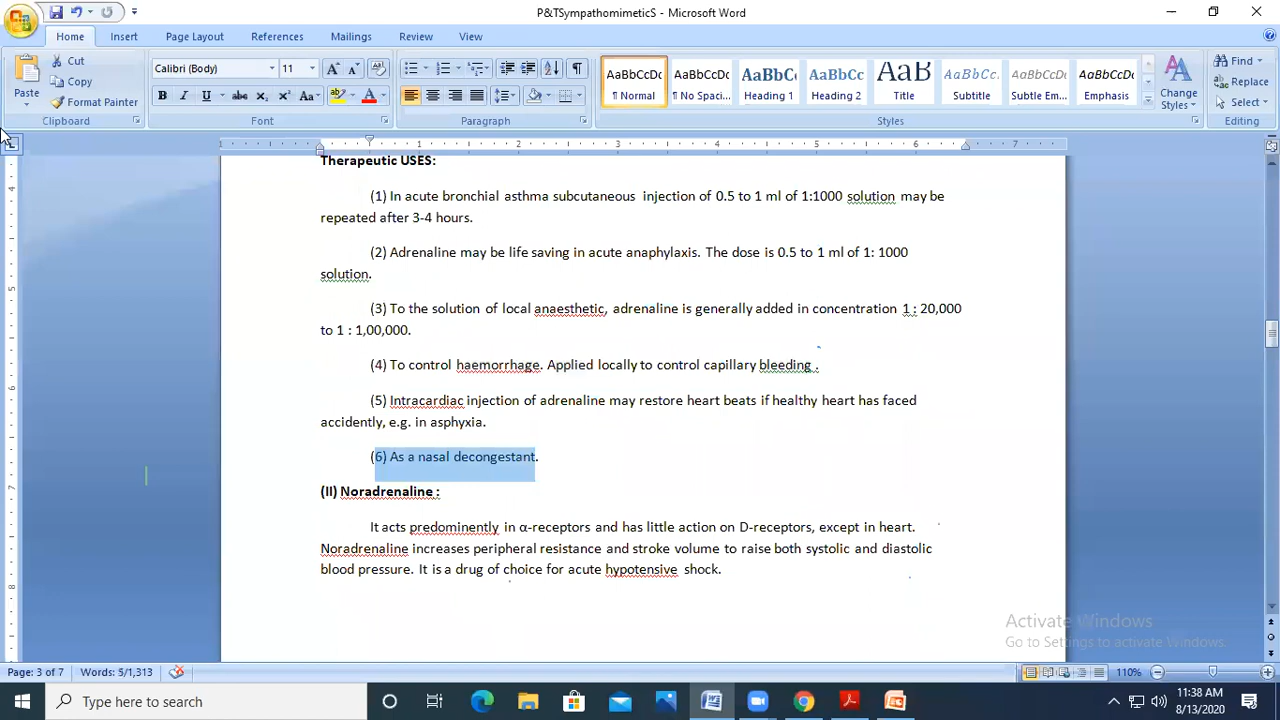 P&TSympathomimeticS - Microsoft Word
Home Insert Page Layout References Mailings Review View
Paste
Cut
Copy
Format Painter
Clipboard
Calibri (Body) 11
Font
Paragraph
AaBbCcDc AaBbCcDc AaBbCc AaBbCc AaB AaBbCcL AaBbCcDc AaBbCcDc
¶ Normal ¶ No Spaci... Heading 1 Heading 2 Title Subtitle Subtle Em... Emphasis
Change Styles
Styles
Find
Replace
Select
Editing
1 2 3 4 5 6 7
Therapeutic USES:
(1) In acute bronchial asthma subcutaneous injection of 0.5 to 1 ml of 1:1000 solution may be
repeated after 3-4 hours.
(2) Adrenaline may be life saving in acute anaphylaxis. The dose is 0.5 to 1 ml of 1: 1000
solution.
(3) To the solution of local anaesthetic, adrenaline is generally added in concentration 1 : 20,000
to 1 : 1,00,000.
(4) To control haemorrhage. Applied locally to control capillary bleeding .
(5) Intracardiac injection of adrenaline may restore heart beats if healthy heart has faced
accidently, e.g. in asphyxia.
(6) As a nasal decongestant.
(II) Noradrenaline :
It acts predominently in α-receptors and has little action on D-receptors, except in heart.
Noradrenaline increases peripheral resistance and stroke volume to raise both systolic and diastolic
blood pressure. It is a drug of choice for acute hypotensive shock.
Activate Windows
Go to Settings to activate Windows.
Page: 3 of 7 Words: 5/1,313 110%
Type here to search
11:38 AM
8/13/2020